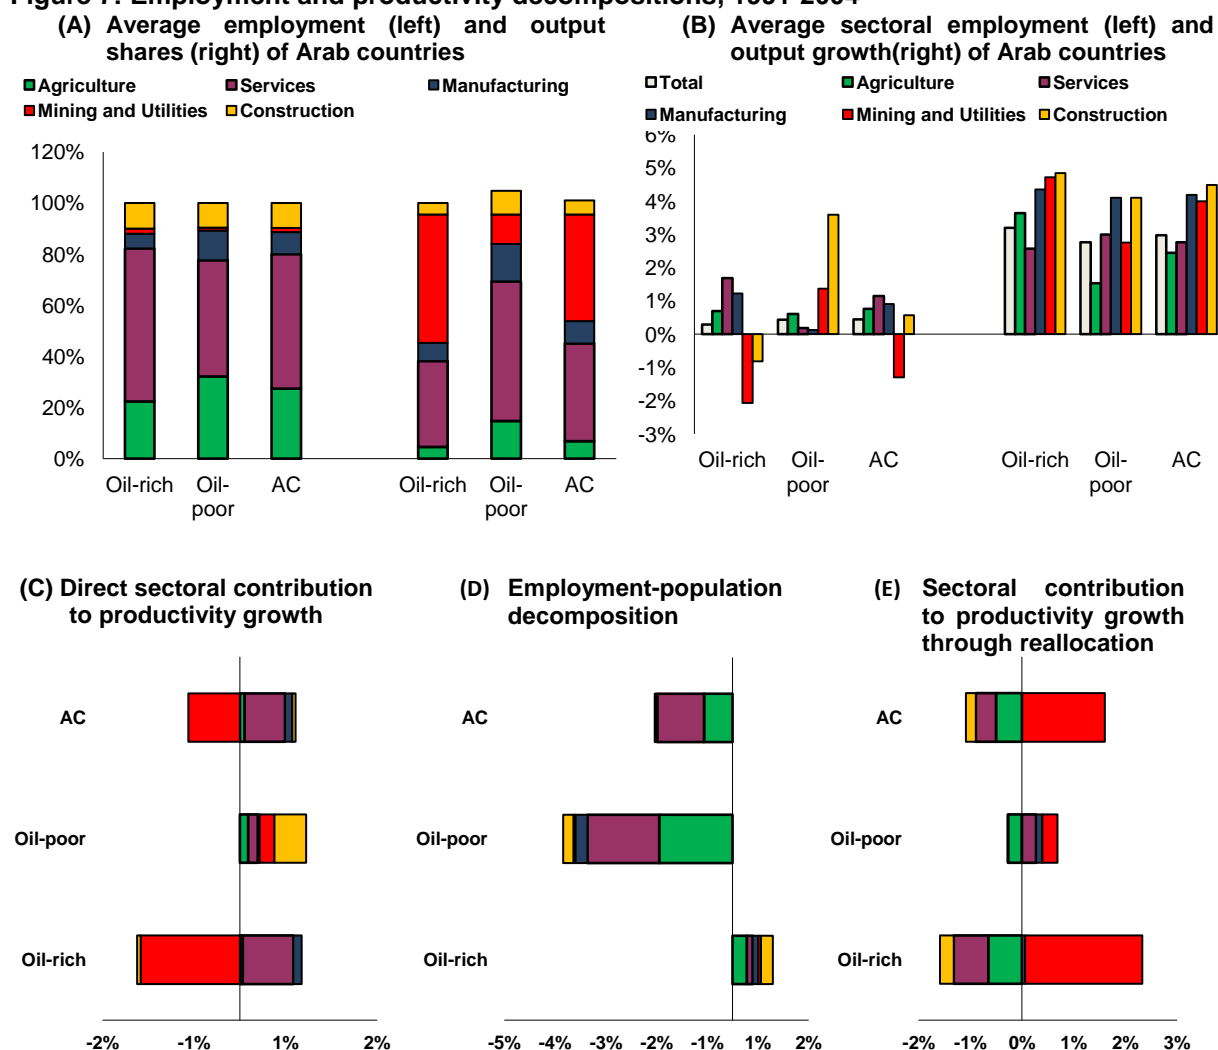 (A) Average employment (left) and output
shares (right) of Arab countries
Agriculture Services Manufacturing
Mining and Utilities Construction
120%
100%
80%
60%
40%
20%
0%
Oil-rich Oil-poor AC Oil-rich Oil-poor AC
(B) Average sectoral employment (left) and
output growth(right) of Arab countries
Total Agriculture Services
Manufacturing Mining and Utilities Construction
6%
5%
4%
3%
2%
1%
0%
-1%
-2%
-3%
Oil-rich Oil-poor AC Oil-rich Oil-poor AC
(C) Direct sectoral contribution
to productivity growth
AC
Oil-poor
Oil-rich
-2% -1% 1% 2%
(D) Employment-population
decomposition
AC
Oil-poor
Oil-rich
-5% -4% -3% -2% -1% 1% 2%
(E) Sectoral contribution
to productivity growth
through reallocation
AC
Oil-poor
Oil-rich
-2% -1% 0% 1% 2% 3%